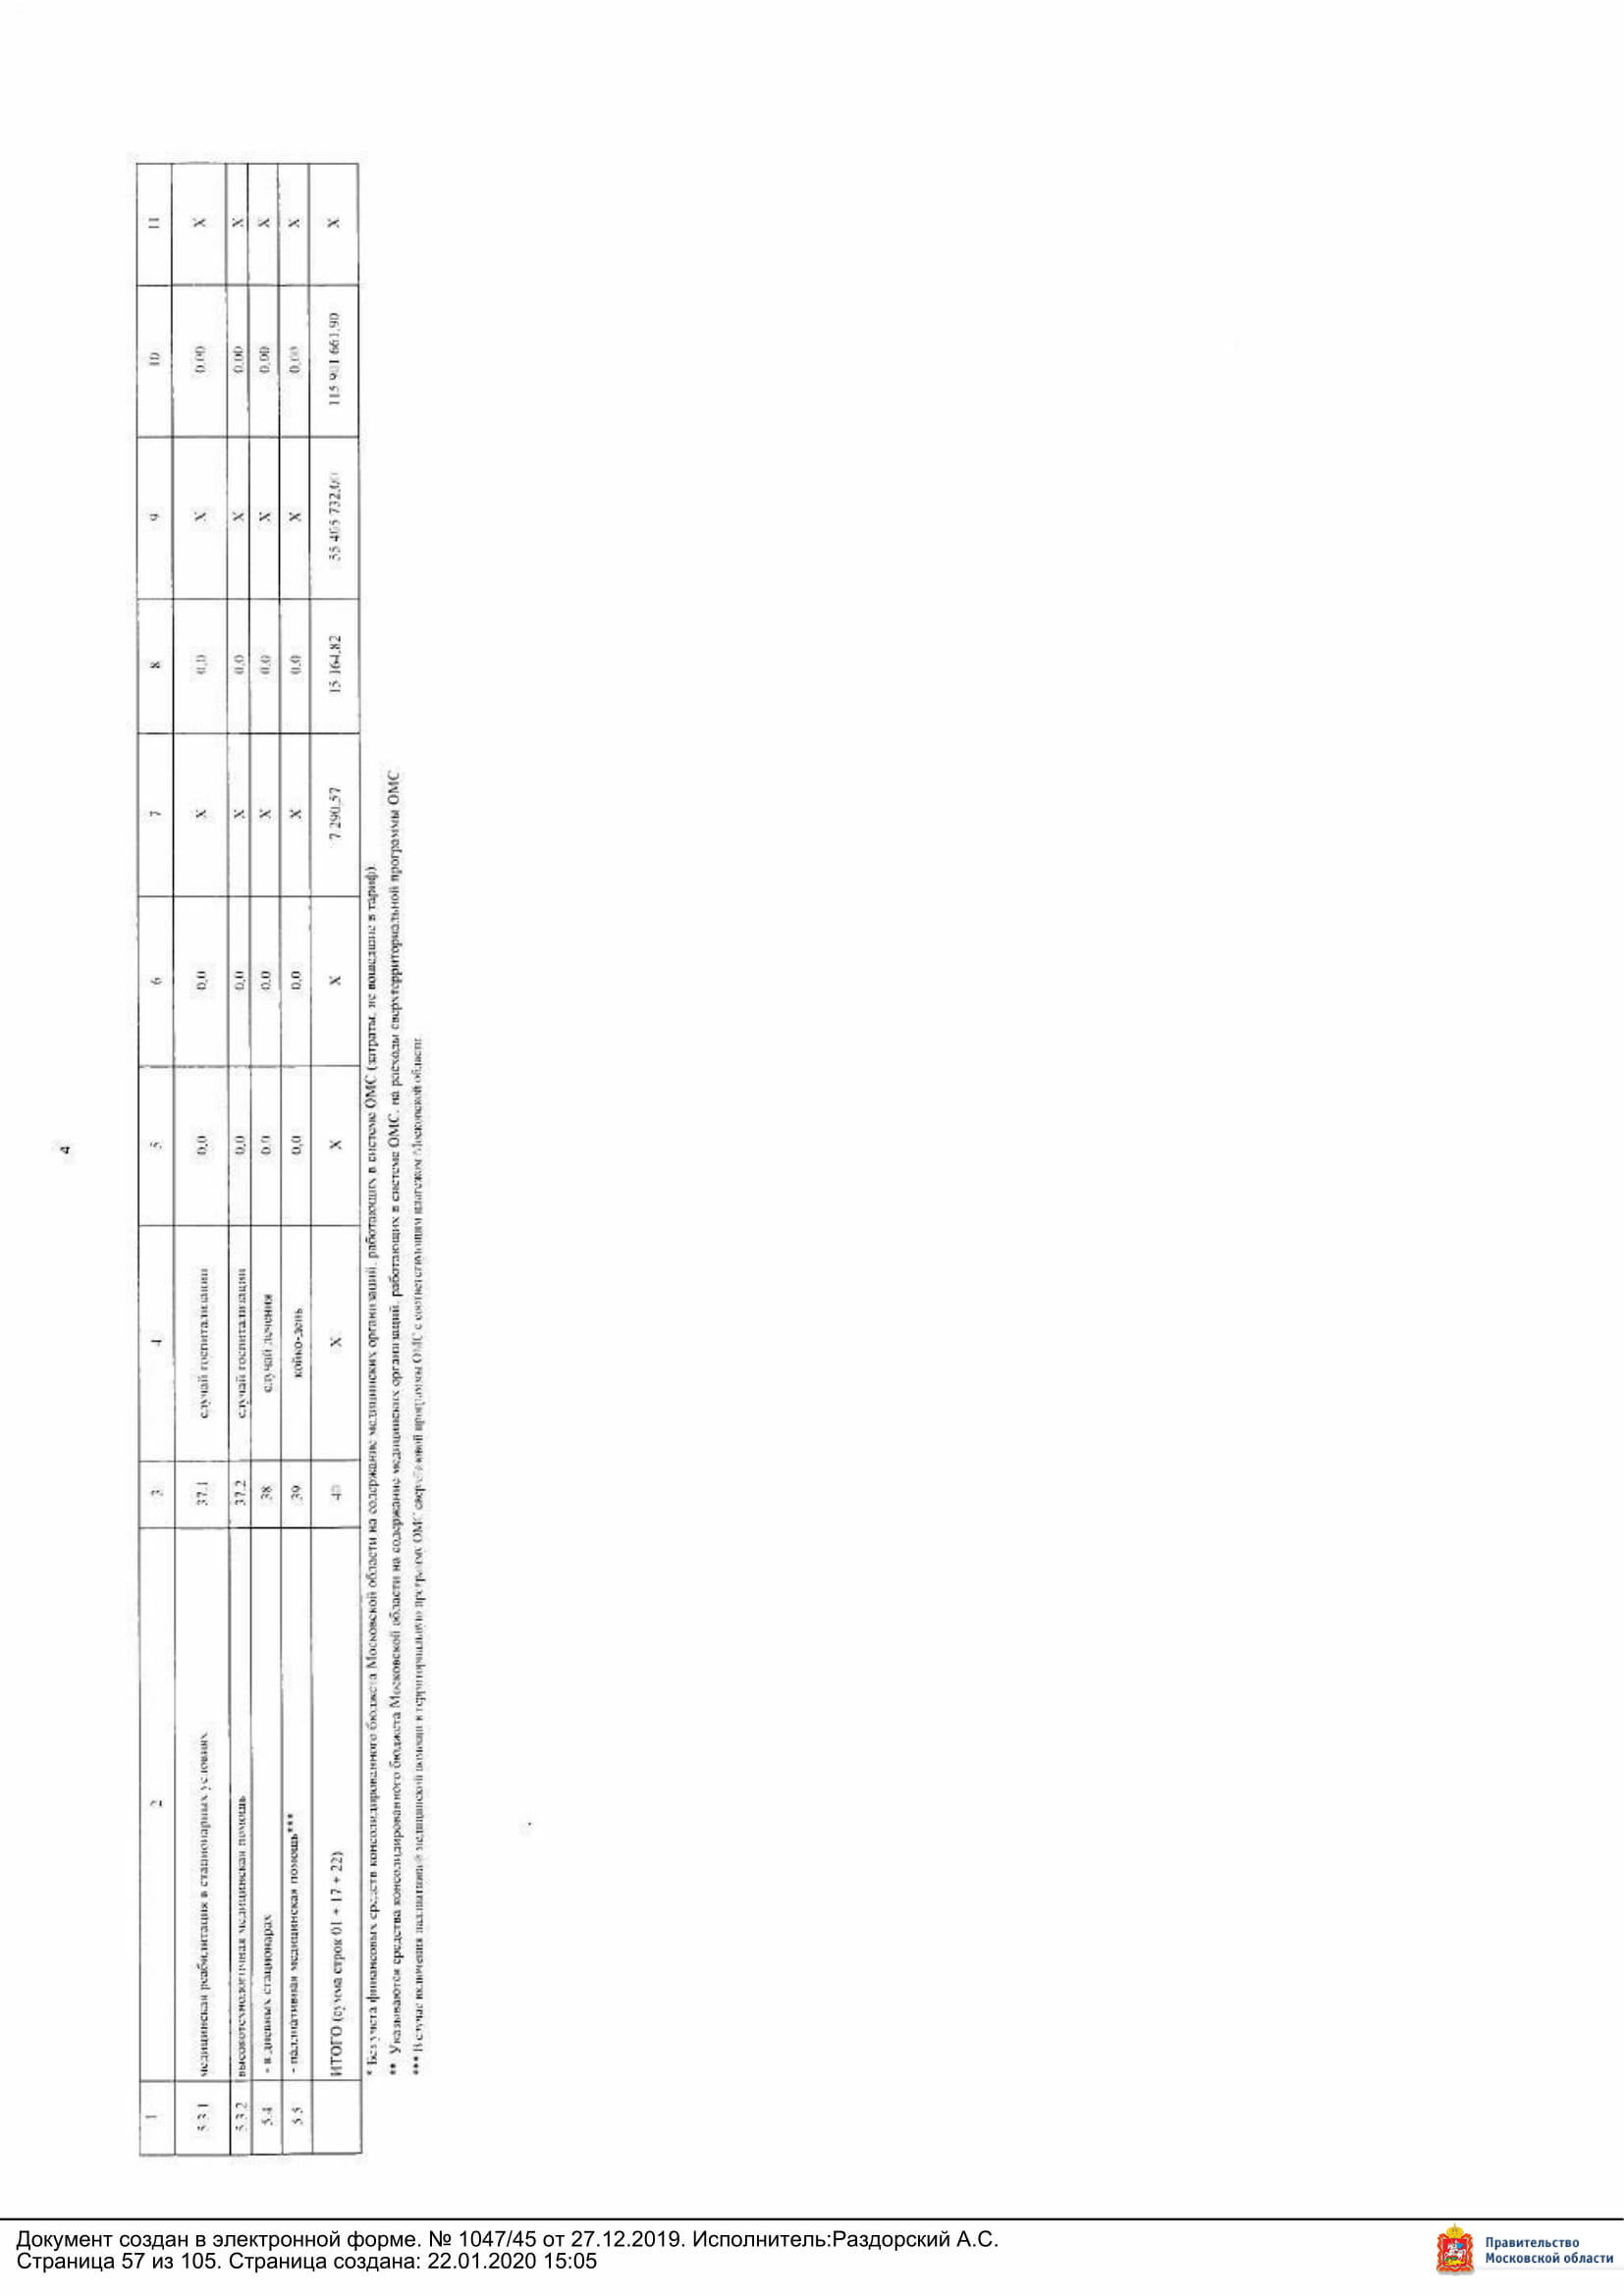 4
1 2 3 4 5 6 7 8 9 10 11
5.3.1 медицинская реабилитация в стационарных условиях 37.1 случай госпитализации 0,0 0,0 X 0,0 X 0,00 X
5.3.2 высокотехнологичная медицинская помощь 37.2 случай госпитализации 0,0 0,0 X 0,0 X 0,00 X
5.4 - в дневных стационарах 38 случай лечения 0,0 0,0 X 0,0 X 0,00 X
5.5 - паллиативная медицинская помощь*** 39 койко-день 0,0 0,0 X 0,0 X 0,00 X
ИТОГО (сумма строк 01 + 17 + 22) 40 X X X 7 290,57 15 164,82 X
* Без учета финансовых средств консолидированного бюджета Московской области на содержание медицинских организаций, работающих в системе ОМС (затраты, не вошедшие в тариф).
** Указываются средства консолидированного бюджета Московской области на содержание медицинских организаций, работающих в системе ОМС, на расходы сверхтерриториальной программы ОМС
*** В случае включения паллиативной медицинской помощи в территориальную программу ОМС сверх базовой программы ОМС с соответствующим платежом Московской области.
Документ создан в электронной форме. № 1047/45 от 27.12.2019. Исполнитель:Раздорский А.С.
Страница 57 из 105. Страница создана: 22.01.2020 15:05
Правительство
Московской области